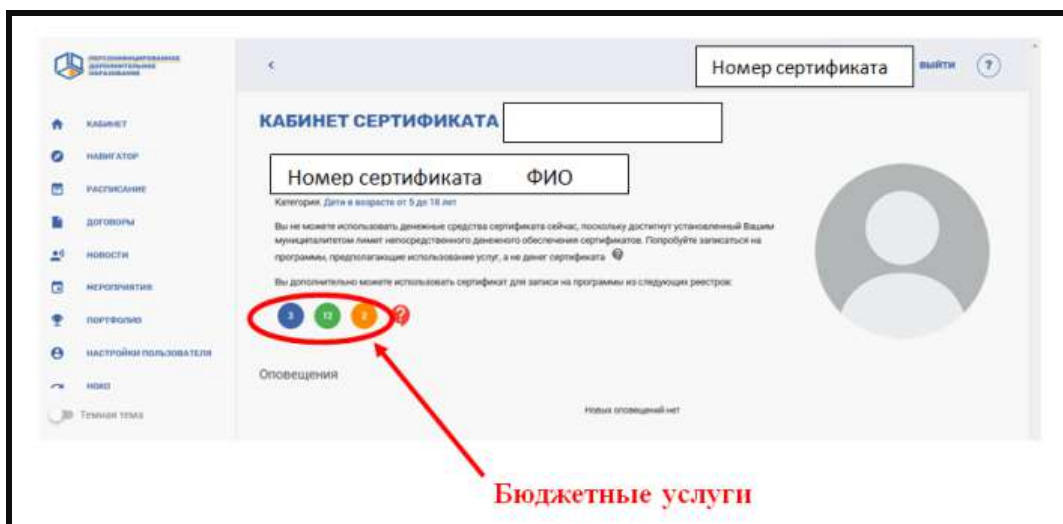 ПЕРСОНИФИЦИРОВАННОЕ
ДОПОЛНИТЕЛЬНОЕ
ОБРАЗОВАНИЕ
Номер сертификата
ВЫЙТИ
?
КАБИНЕТ
НАВИГАТОР
РАСПИСАНИЕ
ДОГОВОРЫ
НОВОСТИ
МЕРОПРИЯТИЯ
ПОРТФОЛИО
НАСТРОЙКИ ПОЛЬЗОВАТЕЛЯ
НОКО
Темная тема
КАБИНЕТ СЕРТИФИКАТА
Номер сертификата ФИО
Категория: Дети в возрасте от 5 до 18 лет
Вы не можете использовать денежные средства сертификата сейчас, поскольку достигнут установленный Вашим
муниципалитетом лимит непосредственного денежного обеспечения сертификатов. Попробуйте записаться на
программы, предполагающие использование услуг, а не денег сертификата ?
Вы дополнительно можете использовать сертификат для записи на программы из следующих реестров:
3 12 2 ?
Оповещения
Новых оповещений нет
Бюджетные услуги